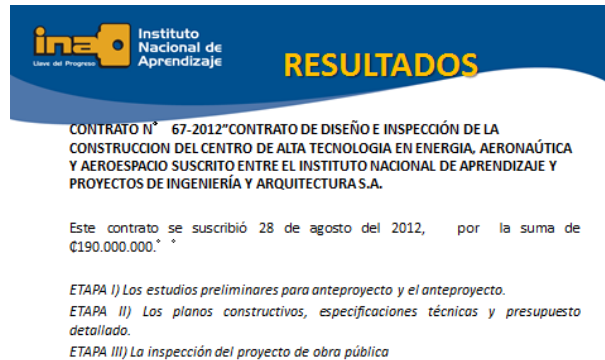 ina
Llave del Progreso
Instituto
Nacional de
Aprendizaje
RESULTADOS
CONTRATO N° 67-2012"CONTRATO DE DISEÑO E INSPECCIÓN DE LA
CONSTRUCCION DEL CENTRO DE ALTA TECNOLOGIA EN ENERGIA, AERONAÚTICA
Y AEROESPACIO SUSCRITO ENTRE EL INSTITUTO NACIONAL DE APRENDIZAJE Y
PROYECTOS DE INGENIERÍA Y ARQUITECTURA S.A.
Este contrato se suscribió 28 de agosto del 2012, por la suma de
₡190.000.000.° °
ETAPA I) Los estudios preliminares para anteproyecto y el anteproyecto.
ETAPA II) Los planos constructivos, especificaciones técnicas y presupuesto
detallado.
ETAPA III) La inspección del proyecto de obra pública